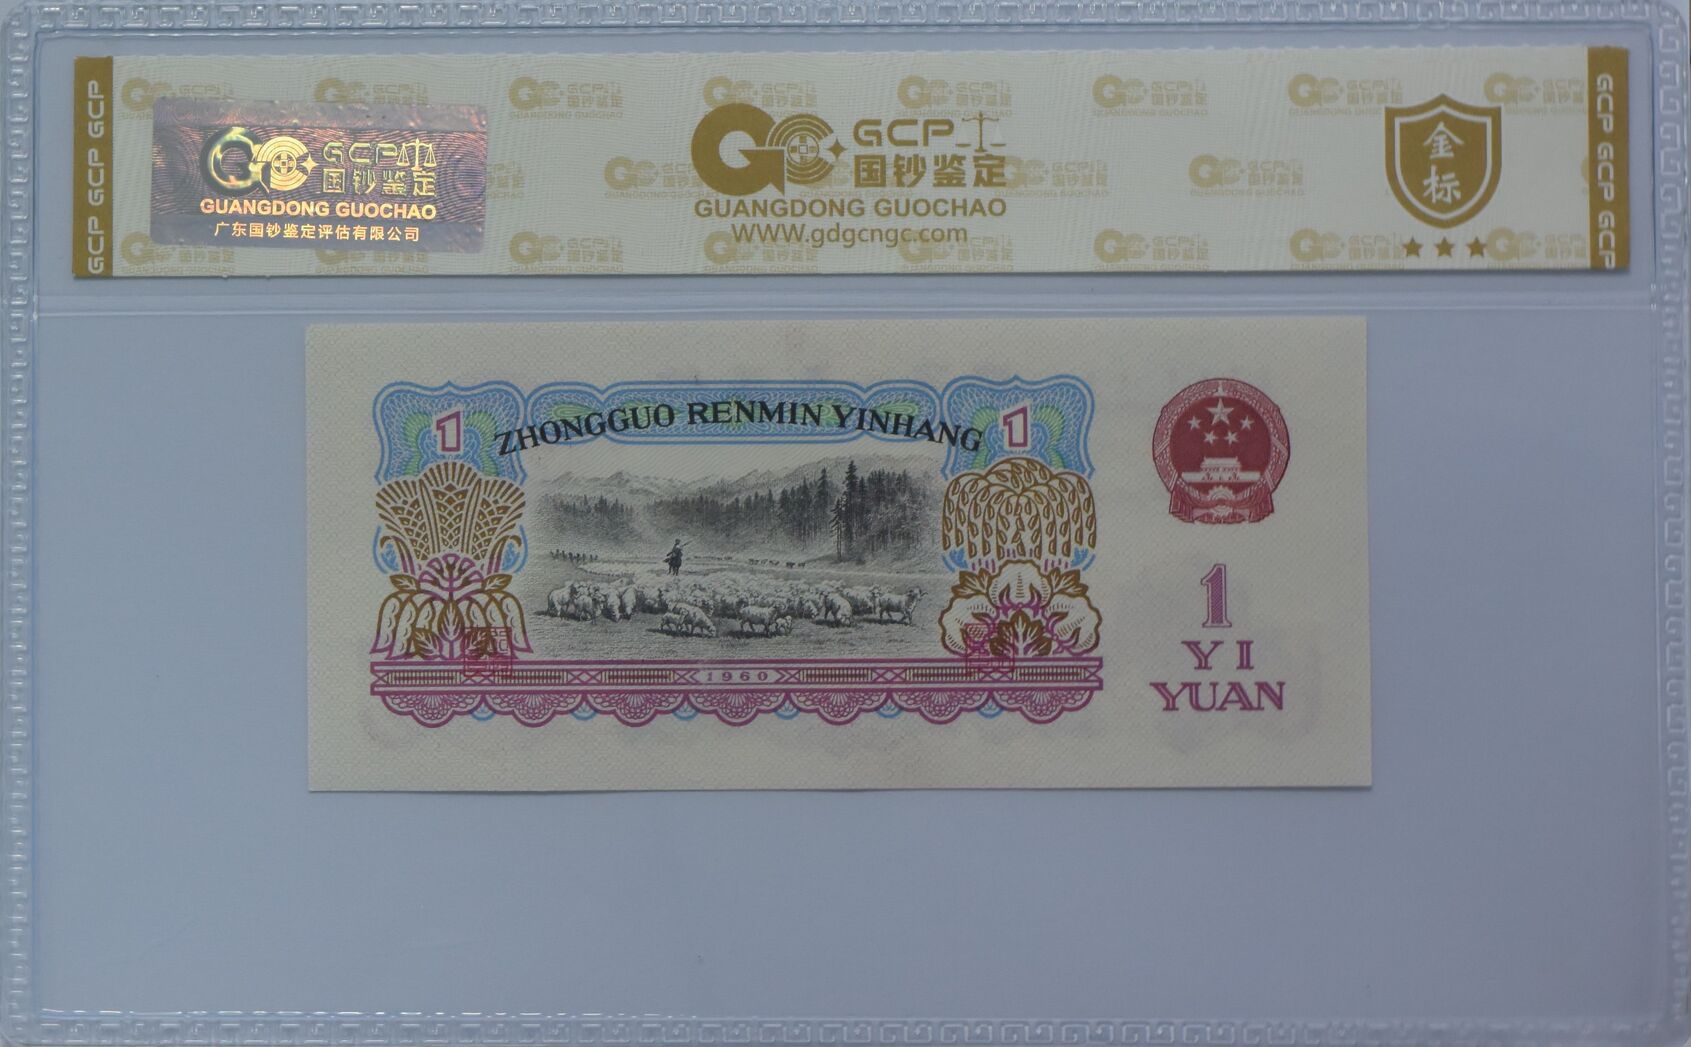 GCP GCP GCP
GCP
国钞鉴定
GUANGDONG GUOCHAO
广东国钞鉴定评估有限公司
GCP
国钞鉴定
GUANGDONG GUOCHAO
WWW.gdgcngc.com
金标
GCP GCP GCP
1
ZHONGGUO RENMIN YINHANG
1
1960
1
YI
YUAN